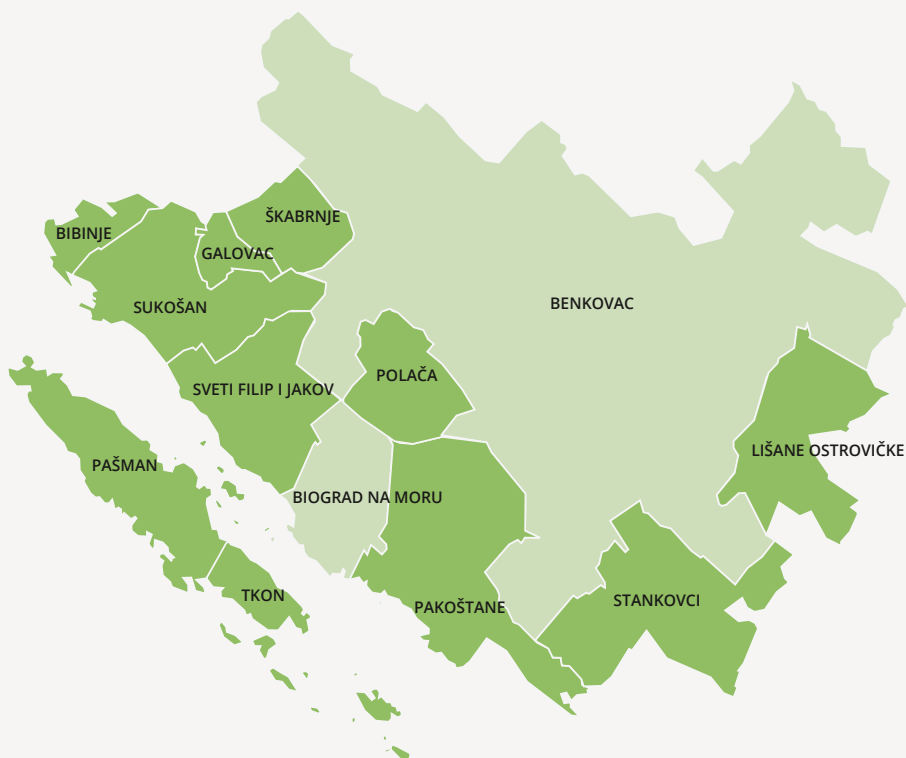 ŠKABRNJE
BIBINJE
GALOVAC
BENKOVAC
SUKOŠAN
POLAČA
SVETI FILIP I JAKOV
LIŠANE OSTROVIČKE
PAŠMAN
BIOGRAD NA MORU
TKON
STANKOVCI
PAKOŠTANE